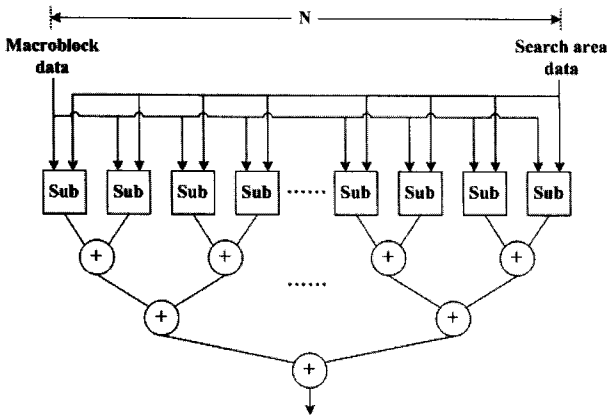 N
Macroblock
data
Search area
data
Sub Sub Sub Sub ...... Sub Sub Sub Sub
+ + + +
......
+ +
+